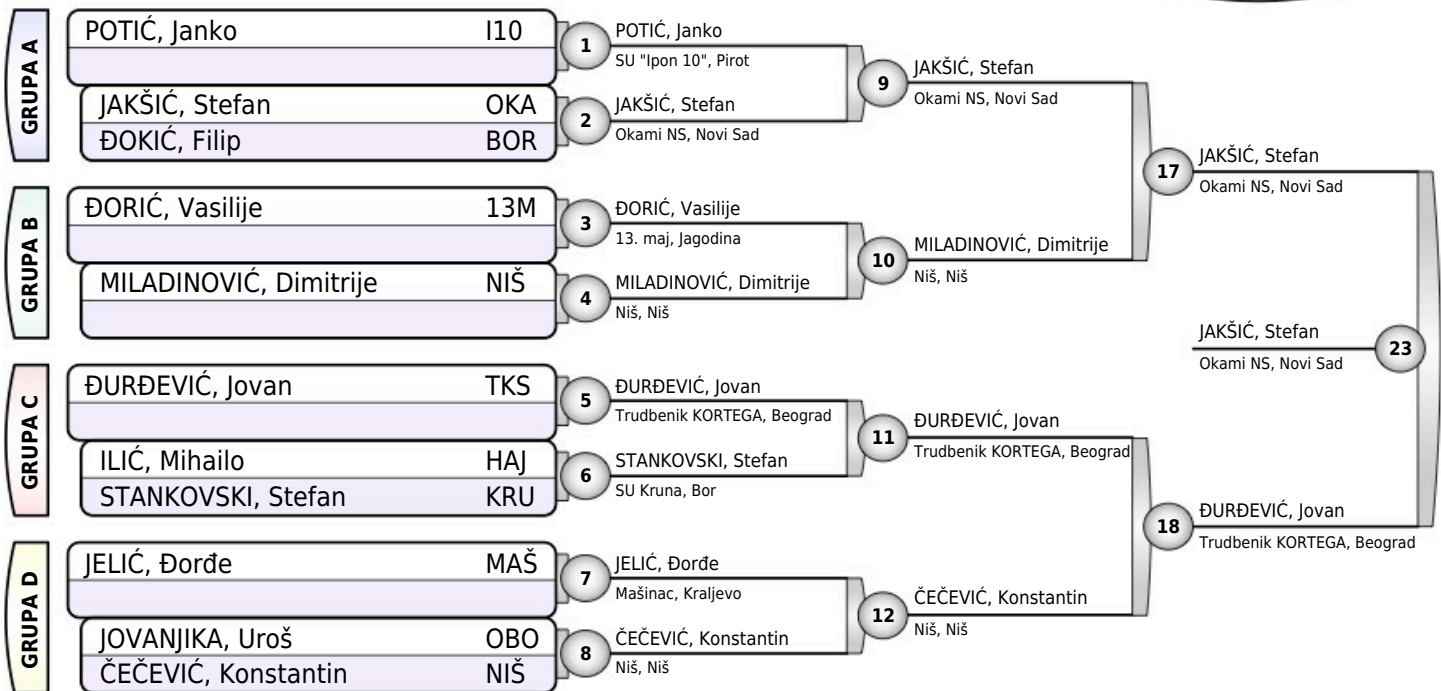 GRUPA A
POTIĆ, Janko I10
JAKŠIĆ, Stefan OKA
ĐOKIĆ, Filip BOR
GRUPA B
ĐORIĆ, Vasilije 13M
MILADINOVIĆ, Dimitrije NIŠ
GRUPA C
ĐURĐEVIĆ, Jovan TKS
ILIĆ, Mihailo HAJ
STANKOVSKI, Stefan KRU
GRUPA D
JELIĆ, Đorđe MAŠ
JOVANJIKA, Uroš OBO
ČEČEVIĆ, Konstantin NIŠ
1
POTIĆ, Janko
SU "Ipon 10", Pirot
2
JAKŠIĆ, Stefan
Okami NS, Novi Sad
3
ĐORIĆ, Vasilije
13. maj, Jagodina
4
MILADINOVIĆ, Dimitrije
Niš, Niš
5
ĐURĐEVIĆ, Jovan
Trudbenik KORTEGA, Beograd
6
STANKOVSKI, Stefan
SU Kruna, Bor
7
JELIĆ, Đorđe
Mašinac, Kraljevo
8
ČEČEVIĆ, Konstantin
Niš, Niš
9
JAKŠIĆ, Stefan
Okami NS, Novi Sad
10
MILADINOVIĆ, Dimitrije
Niš, Niš
11
ĐURĐEVIĆ, Jovan
Trudbenik KORTEGA, Beograd
12
ČEČEVIĆ, Konstantin
Niš, Niš
17
JAKŠIĆ, Stefan
Okami NS, Novi Sad
18
ĐURĐEVIĆ, Jovan
Trudbenik KORTEGA, Beograd
JAKŠIĆ, Stefan
Okami NS, Novi Sad
23